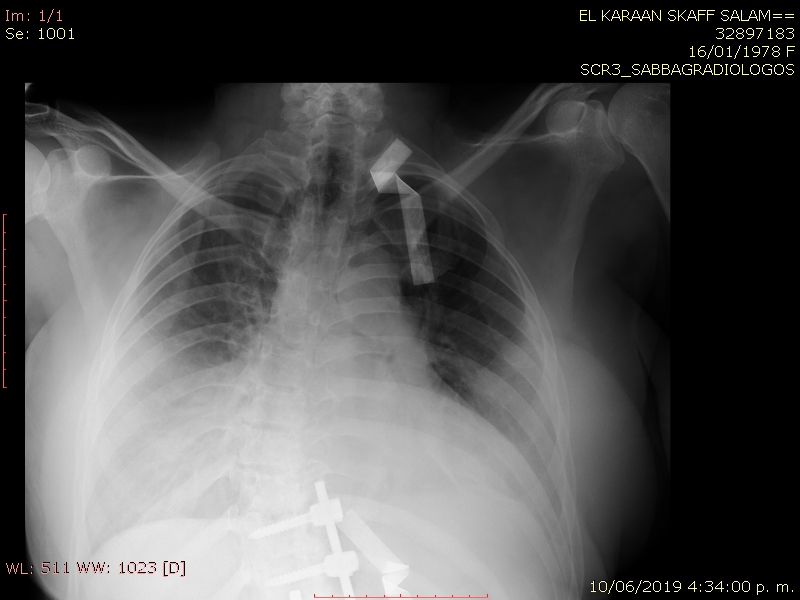 Im: 1/1
Se: 1001
EL KARAAN SKAFF SALAM==
32897183
16/01/1978 F
SCR3_SABBAGRADIOLOGOS
WL: 511 WW: 1023 [D]
10/06/2019 4:34:00 p. m.